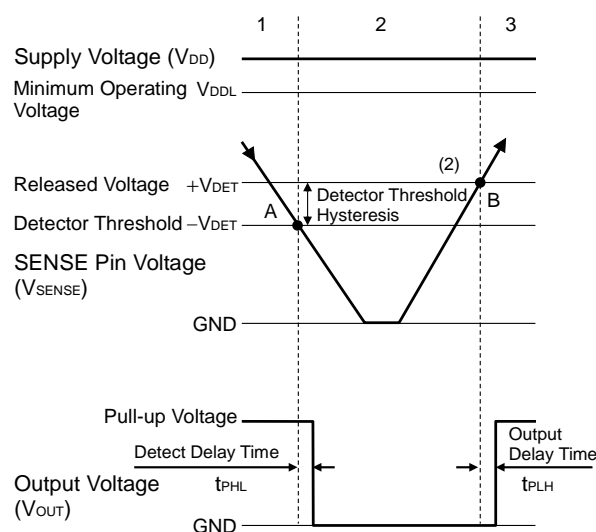 1 2 3
Supply Voltage (VDD)
Minimum Operating VDDL
Voltage
(2)
Released Voltage +VDET
Detector Threshold
Hysteresis
A
B
Detector Threshold −VDET
SENSE Pin Voltage
(VSENSE)
GND
Pull-up Voltage
Detect Delay Time
Output
Delay Time
Output Voltage
(VOUT)
tPHL
tPLH
GND